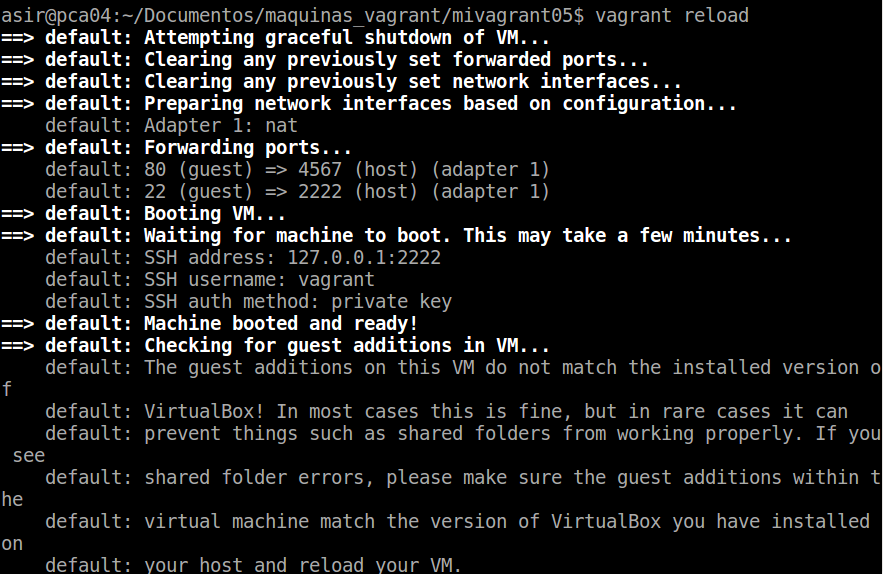 asir@pca04:~/Documentos/maquinas_vagrant/mivagrant05$ vagrant reload
==> default: Attempting graceful shutdown of VM...
==> default: Clearing any previously set forwarded ports...
==> default: Clearing any previously set network interfaces...
==> default: Preparing network interfaces based on configuration...
    default: Adapter 1: nat
==> default: Forwarding ports...
    default: 80 (guest) => 4567 (host) (adapter 1)
    default: 22 (guest) => 2222 (host) (adapter 1)
==> default: Booting VM...
==> default: Waiting for machine to boot. This may take a few minutes...
    default: SSH address: 127.0.0.1:2222
    default: SSH username: vagrant
    default: SSH auth method: private key
==> default: Machine booted and ready!
==> default: Checking for guest additions in VM...
    default: The guest additions on this VM do not match the installed version o
f
    default: VirtualBox! In most cases this is fine, but in rare cases it can
    default: prevent things such as shared folders from working properly. If you
 see
    default: shared folder errors, please make sure the guest additions within t
he
    default: virtual machine match the version of VirtualBox you have installed
on
    default: your host and reload your VM.